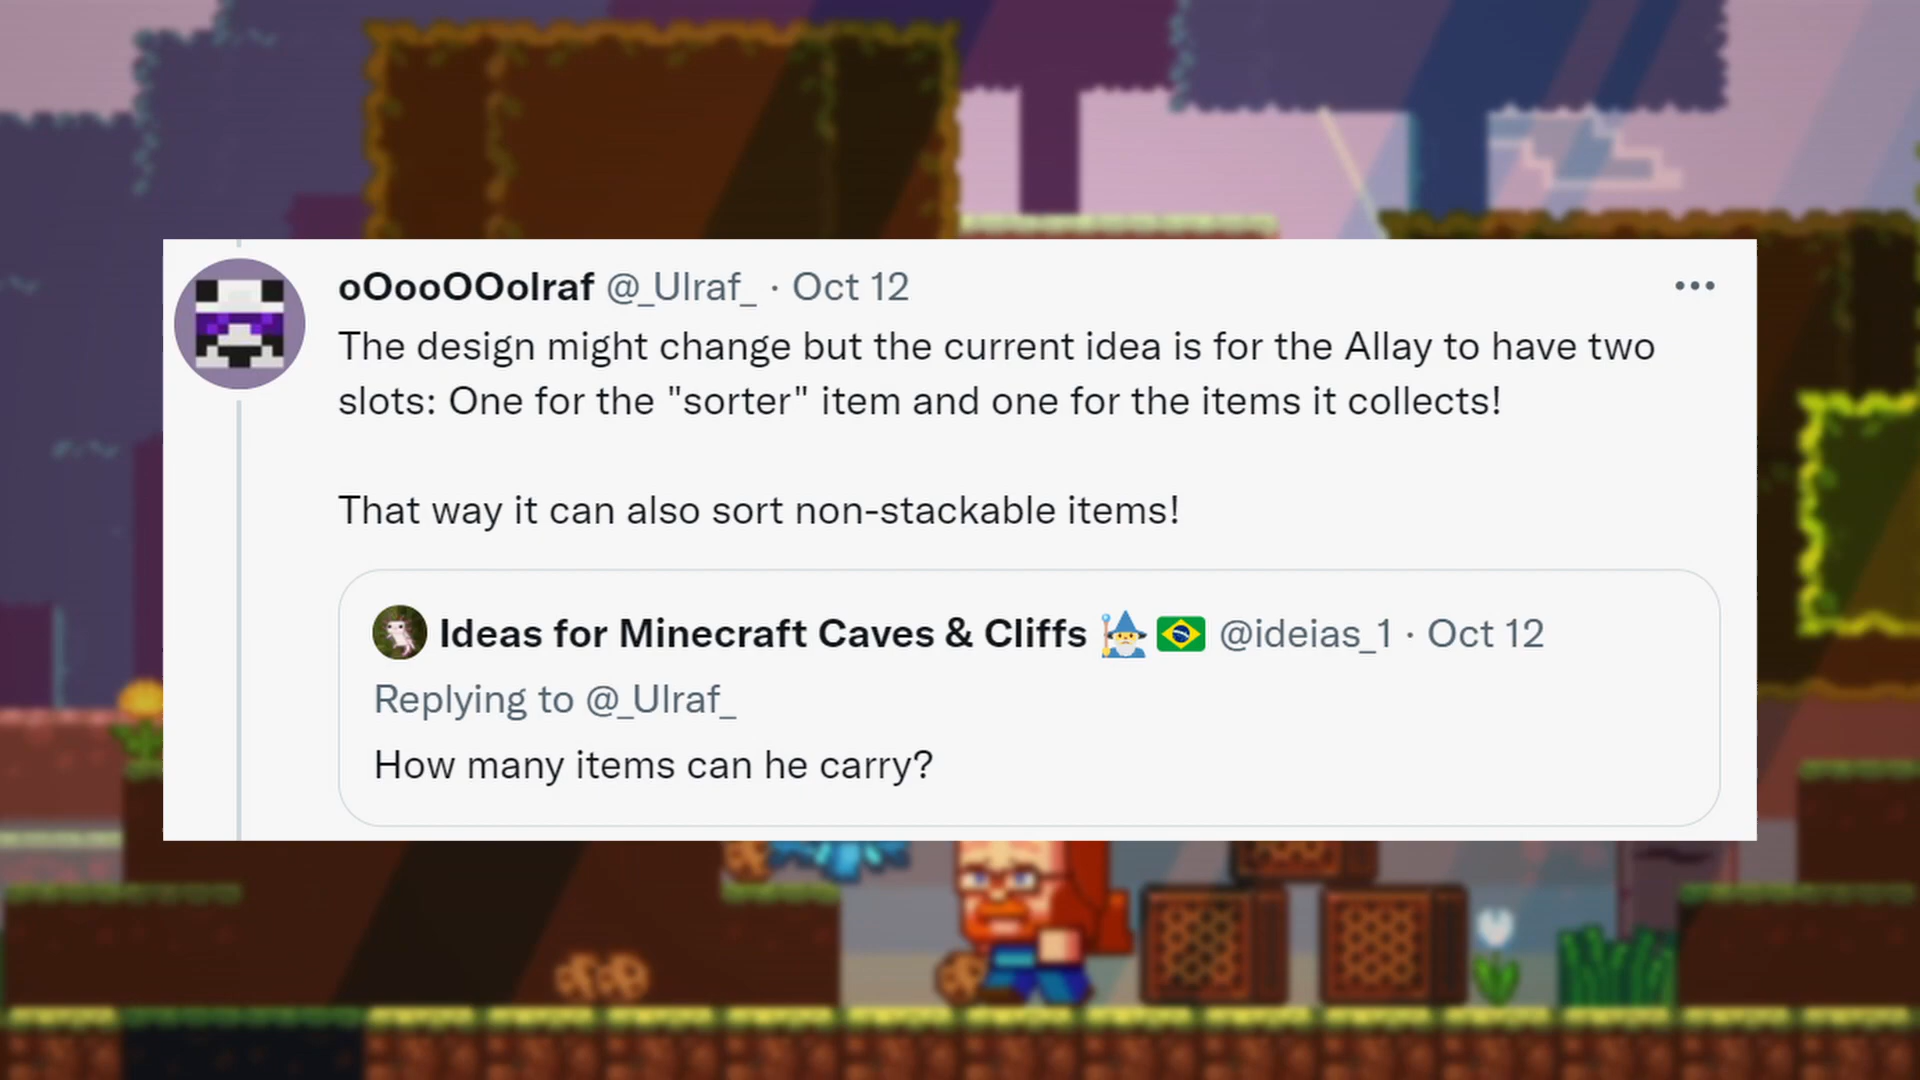 oOooOOolraf @_Ulraf_ · Oct 12
The design might change but the current idea is for the Allay to have two
slots: One for the "sorter" item and one for the items it collects!
That way it can also sort non-stackable items!
Ideas for Minecraft Caves & Cliffs 🧙‍♂️🇧🇷 @ideias_1 · Oct 12
Replying to @_Ulraf_
How many items can he carry?